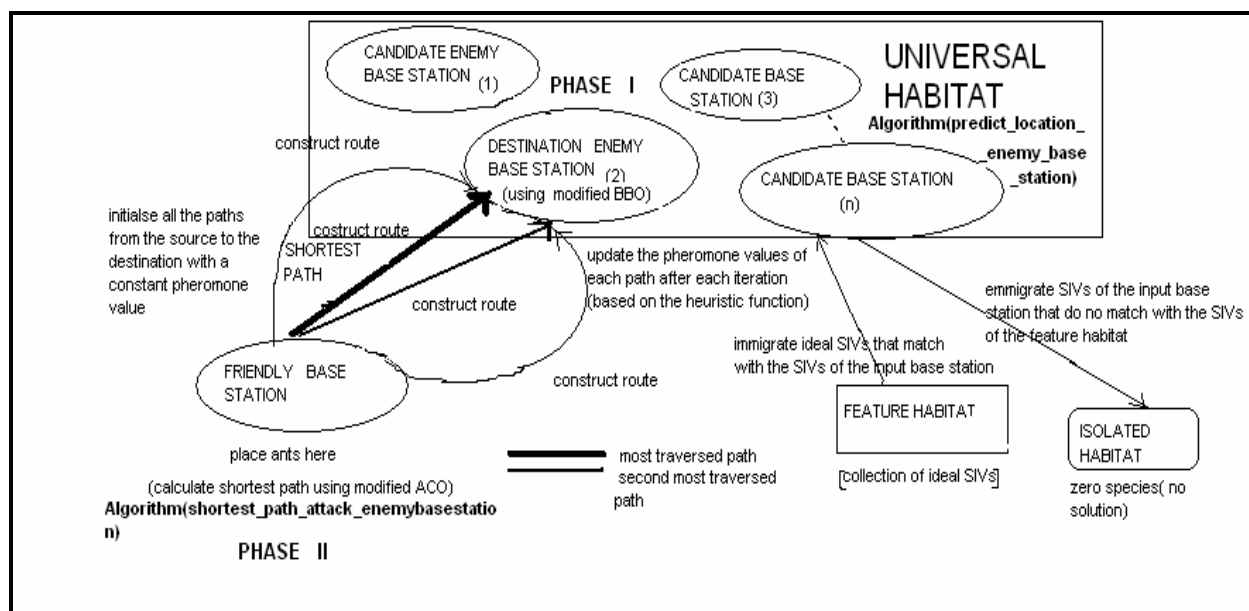 CANDIDATE ENEMY
BASE STATION (1)
PHASE I
CANDIDATE BASE
STATION (3)
UNIVERSAL
HABITAT
Algorithm(predict_location_
_enemy_base
_station)
construct route
DESTINATION ENEMY
BASE STATION (2)
(using modified BBO)
CANDIDATE BASE STATION
(n)
initialse all the paths
from the source to the
destination with a
constant pheromone
value
costruct route
SHORTEST
PATH
update the pheromone values of
each path after each iteration
(based on the heuristic function)
construct route
emmigrate SIVs of the input base
station that do no match with the SIVs
of the feature habitat
immigrate ideal SIVs that match
with the SIVs of the input base station
FRIENDLY BASE
STATION
construct route
FEATURE HABITAT
ISOLATED
HABITAT
place ants here
most traversed path
second most traversed
path
[collection of ideal SIVs]
zero species( no
solution)
(calculate shortest path using modified ACO)
Algorithm(shortest_path_attack_enemybasestatio
n)
PHASE II